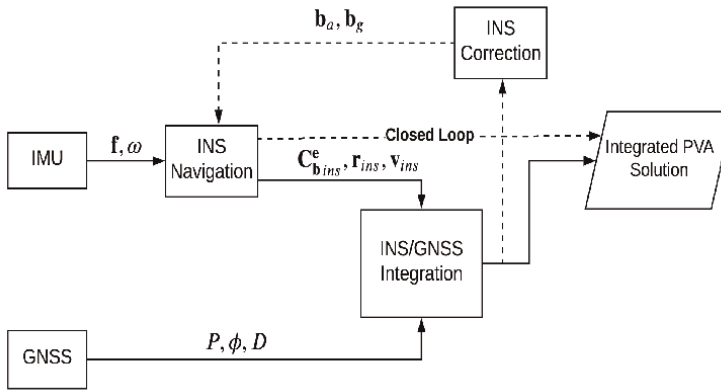 b_a, b_g
INS
Correction
IMU
f, ω
INS
Navigation
Closed Loop
C^e_b ins, r_ins, v_ins
Integrated PVA
Solution
INS/GNSS
Integration
GNSS
P, ϕ, D